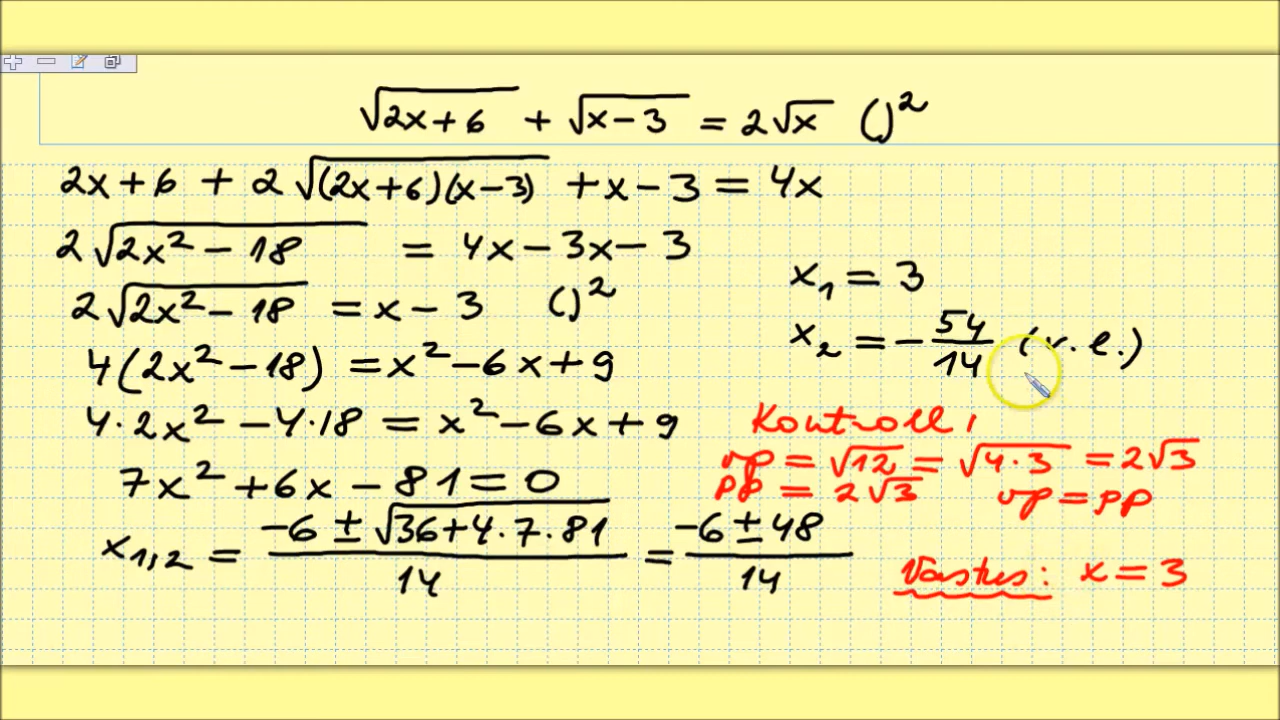 √(2x+6) + √(x−3) = 2√x ()²
2x+6 + 2√((2x+6)(x−3)) + x−3 = 4x
2√(2x²−18) = 4x−3x−3
2√(2x²−18) = x−3 ()²
4(2x²−18) = x²−6x+9
4·2x²−4·18 = x²−6x+9
7x²+6x−81=0
x₁,₂ = (−6 ± √(36+4·7·81))/14 = (−6±48)/14
x₁ = 3
x₂ = −54/14 (v.l.)
Kontroll:
vp = √12 = √(4·3) = 2√3
pp = 2√3 vp = pp
Vastus: x = 3